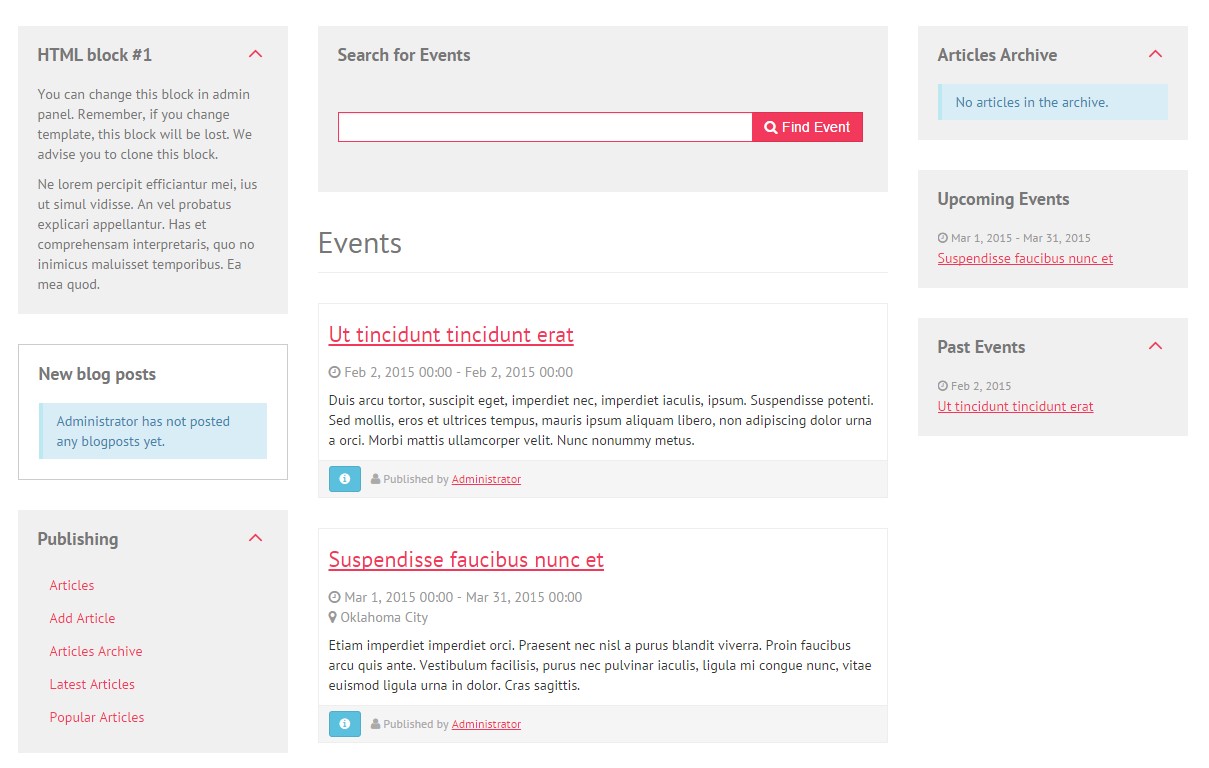 HTML block #1
You can change this block in admin
panel. Remember, if you change
template, this block will be lost. We
advise you to clone this block.
Ne lorem percipit efficiantur mei, ius
ut simul vidisse. An vel probatus
explicari appellantur. Has et
comprehensam interpretaris, quo no
inimicus maluisset temporibus. Ea
mea quod.
New blog posts
Administrator has not posted
any blogposts yet.
Publishing
Articles
Add Article
Articles Archive
Latest Articles
Popular Articles
Search for Events
Find Event
Events
Ut tincidunt tincidunt erat
Feb 2, 2015 00:00 - Feb 2, 2015 00:00
Duis arcu tortor, suscipit eget, imperdiet nec, imperdiet iaculis, ipsum. Suspendisse potenti.
Sed mollis, eros et ultrices tempus, mauris ipsum aliquam libero, non adipiscing dolor urna
a orci. Morbi mattis ullamcorper velit. Nunc nonummy metus.
Published by Administrator
Suspendisse faucibus nunc et
Mar 1, 2015 00:00 - Mar 31, 2015 00:00
Oklahoma City
Etiam imperdiet imperdiet orci. Praesent nec nisl a purus blandit viverra. Proin faucibus
arcu quis ante. Vestibulum facilisis, purus nec pulvinar iaculis, ligula mi congue nunc, vitae
euismod ligula urna in dolor. Cras sagittis.
Published by Administrator
Articles Archive
No articles in the archive.
Upcoming Events
Mar 1, 2015 - Mar 31, 2015
Suspendisse faucibus nunc et
Past Events
Feb 2, 2015
Ut tincidunt tincidunt erat